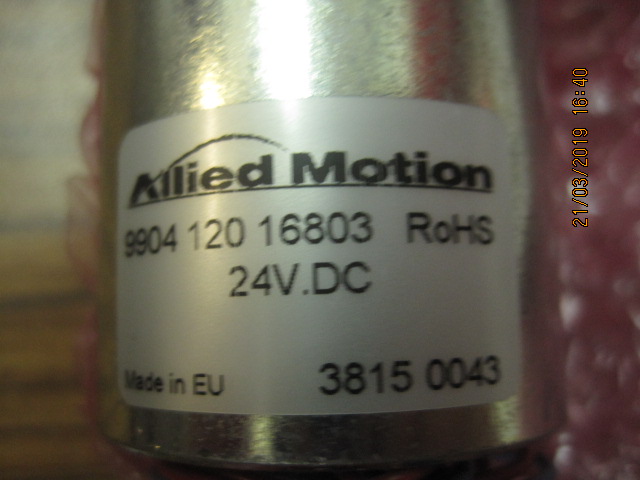 Allied Motion
9904 120 16803 RoHS
24V.DC
Made in EU 3815 0043
21/03/2019 16:40